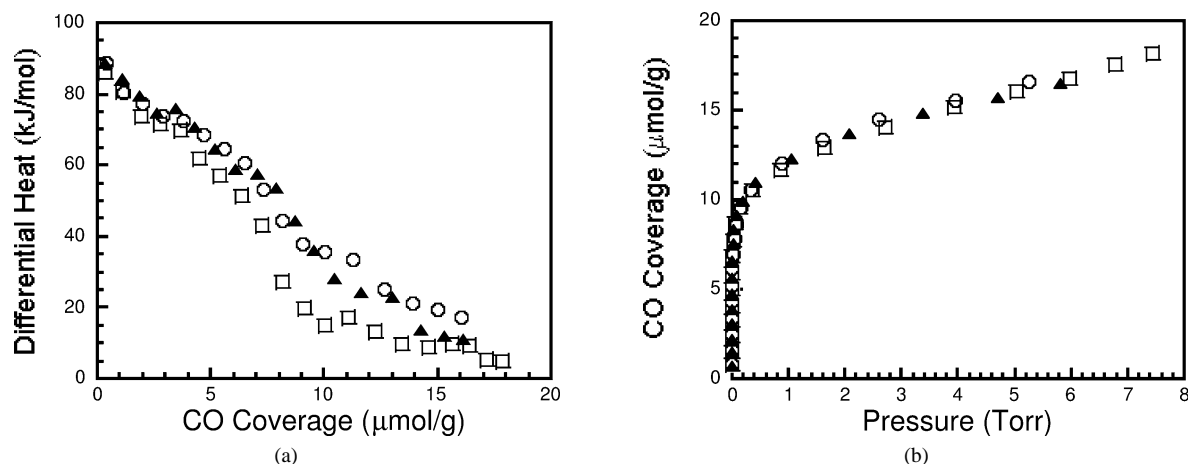 100
80
60
40
20
0
Differential Heat (kJ/mol)
0 5 10 15 20
CO Coverage (μmol/g)
(a)
20
15
10
5
0
CO Coverage (μmol/g)
0 1 2 3 4 5 6 7 8
Pressure (Torr)
(b)